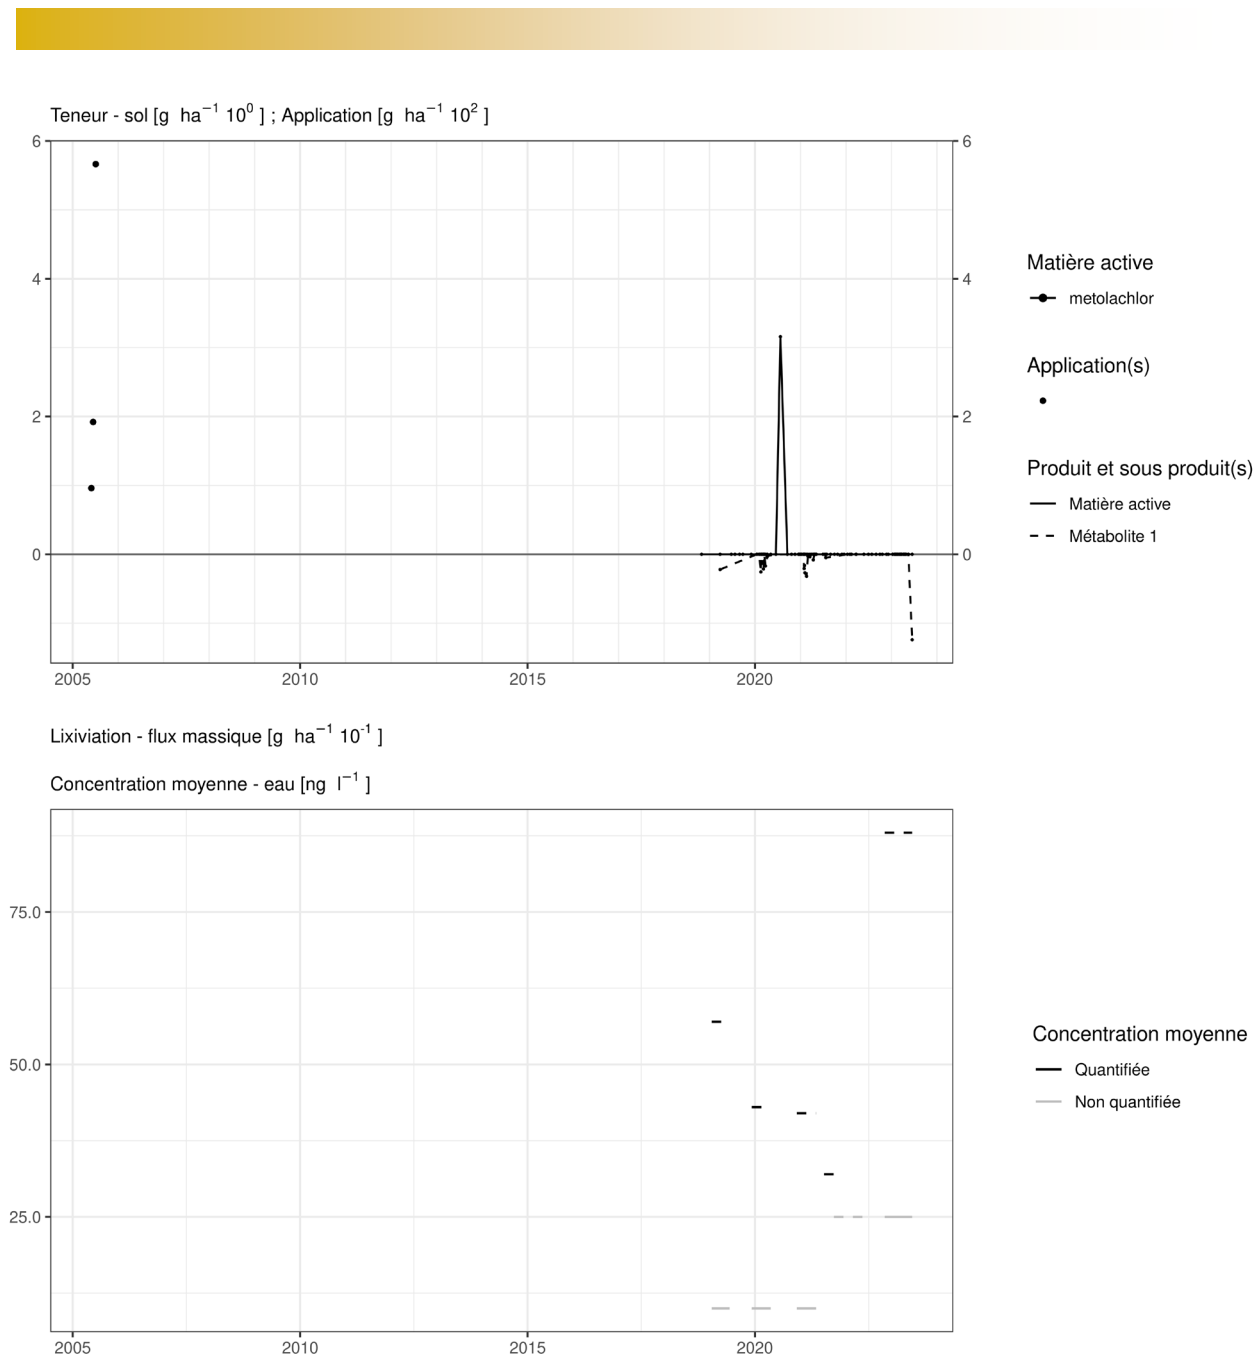 Teneur - sol [g ha⁻¹ 10⁰ ] ; Application [g ha⁻¹ 10² ]
6 6
4 4
2 2
0 0
2005 2010 2015 2020
Matière active
metolachlor
Application(s)
Produit et sous produit(s)
Matière active
Métabolite 1
Lixiviation - flux massique [g ha⁻¹ 10⁻¹ ]
Concentration moyenne - eau [ng l⁻¹ ]
75.0
50.0
25.0
2005 2010 2015 2020
Concentration moyenne
Quantifiée
Non quantifiée